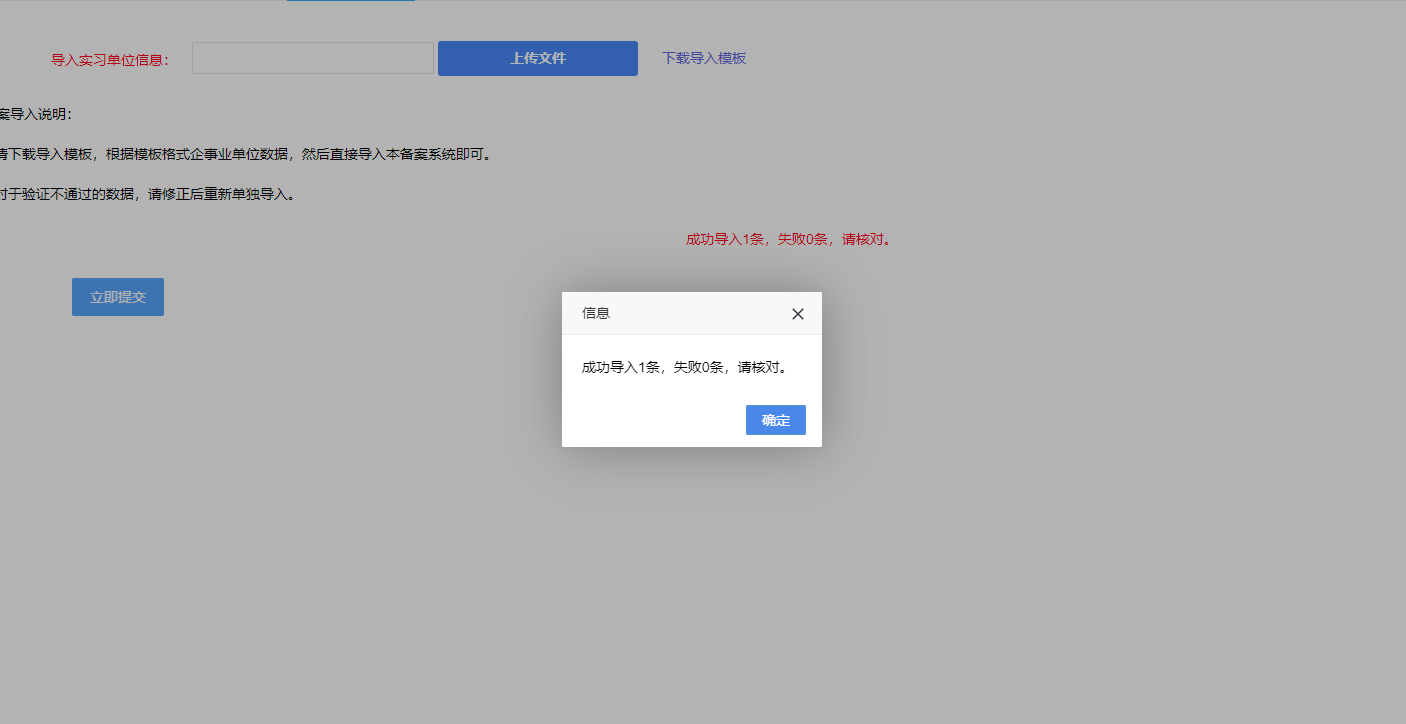 导入实习单位信息：
上传文件
下载导入模板
案导入说明：
请下载导入模板，根据模板格式企事业单位数据，然后直接导入本备案系统即可。
对于验证不通过的数据，请修正后重新单独导入。
成功导入1条，失败0条，请核对。
立即提交
信息
成功导入1条，失败0条，请核对。
确定